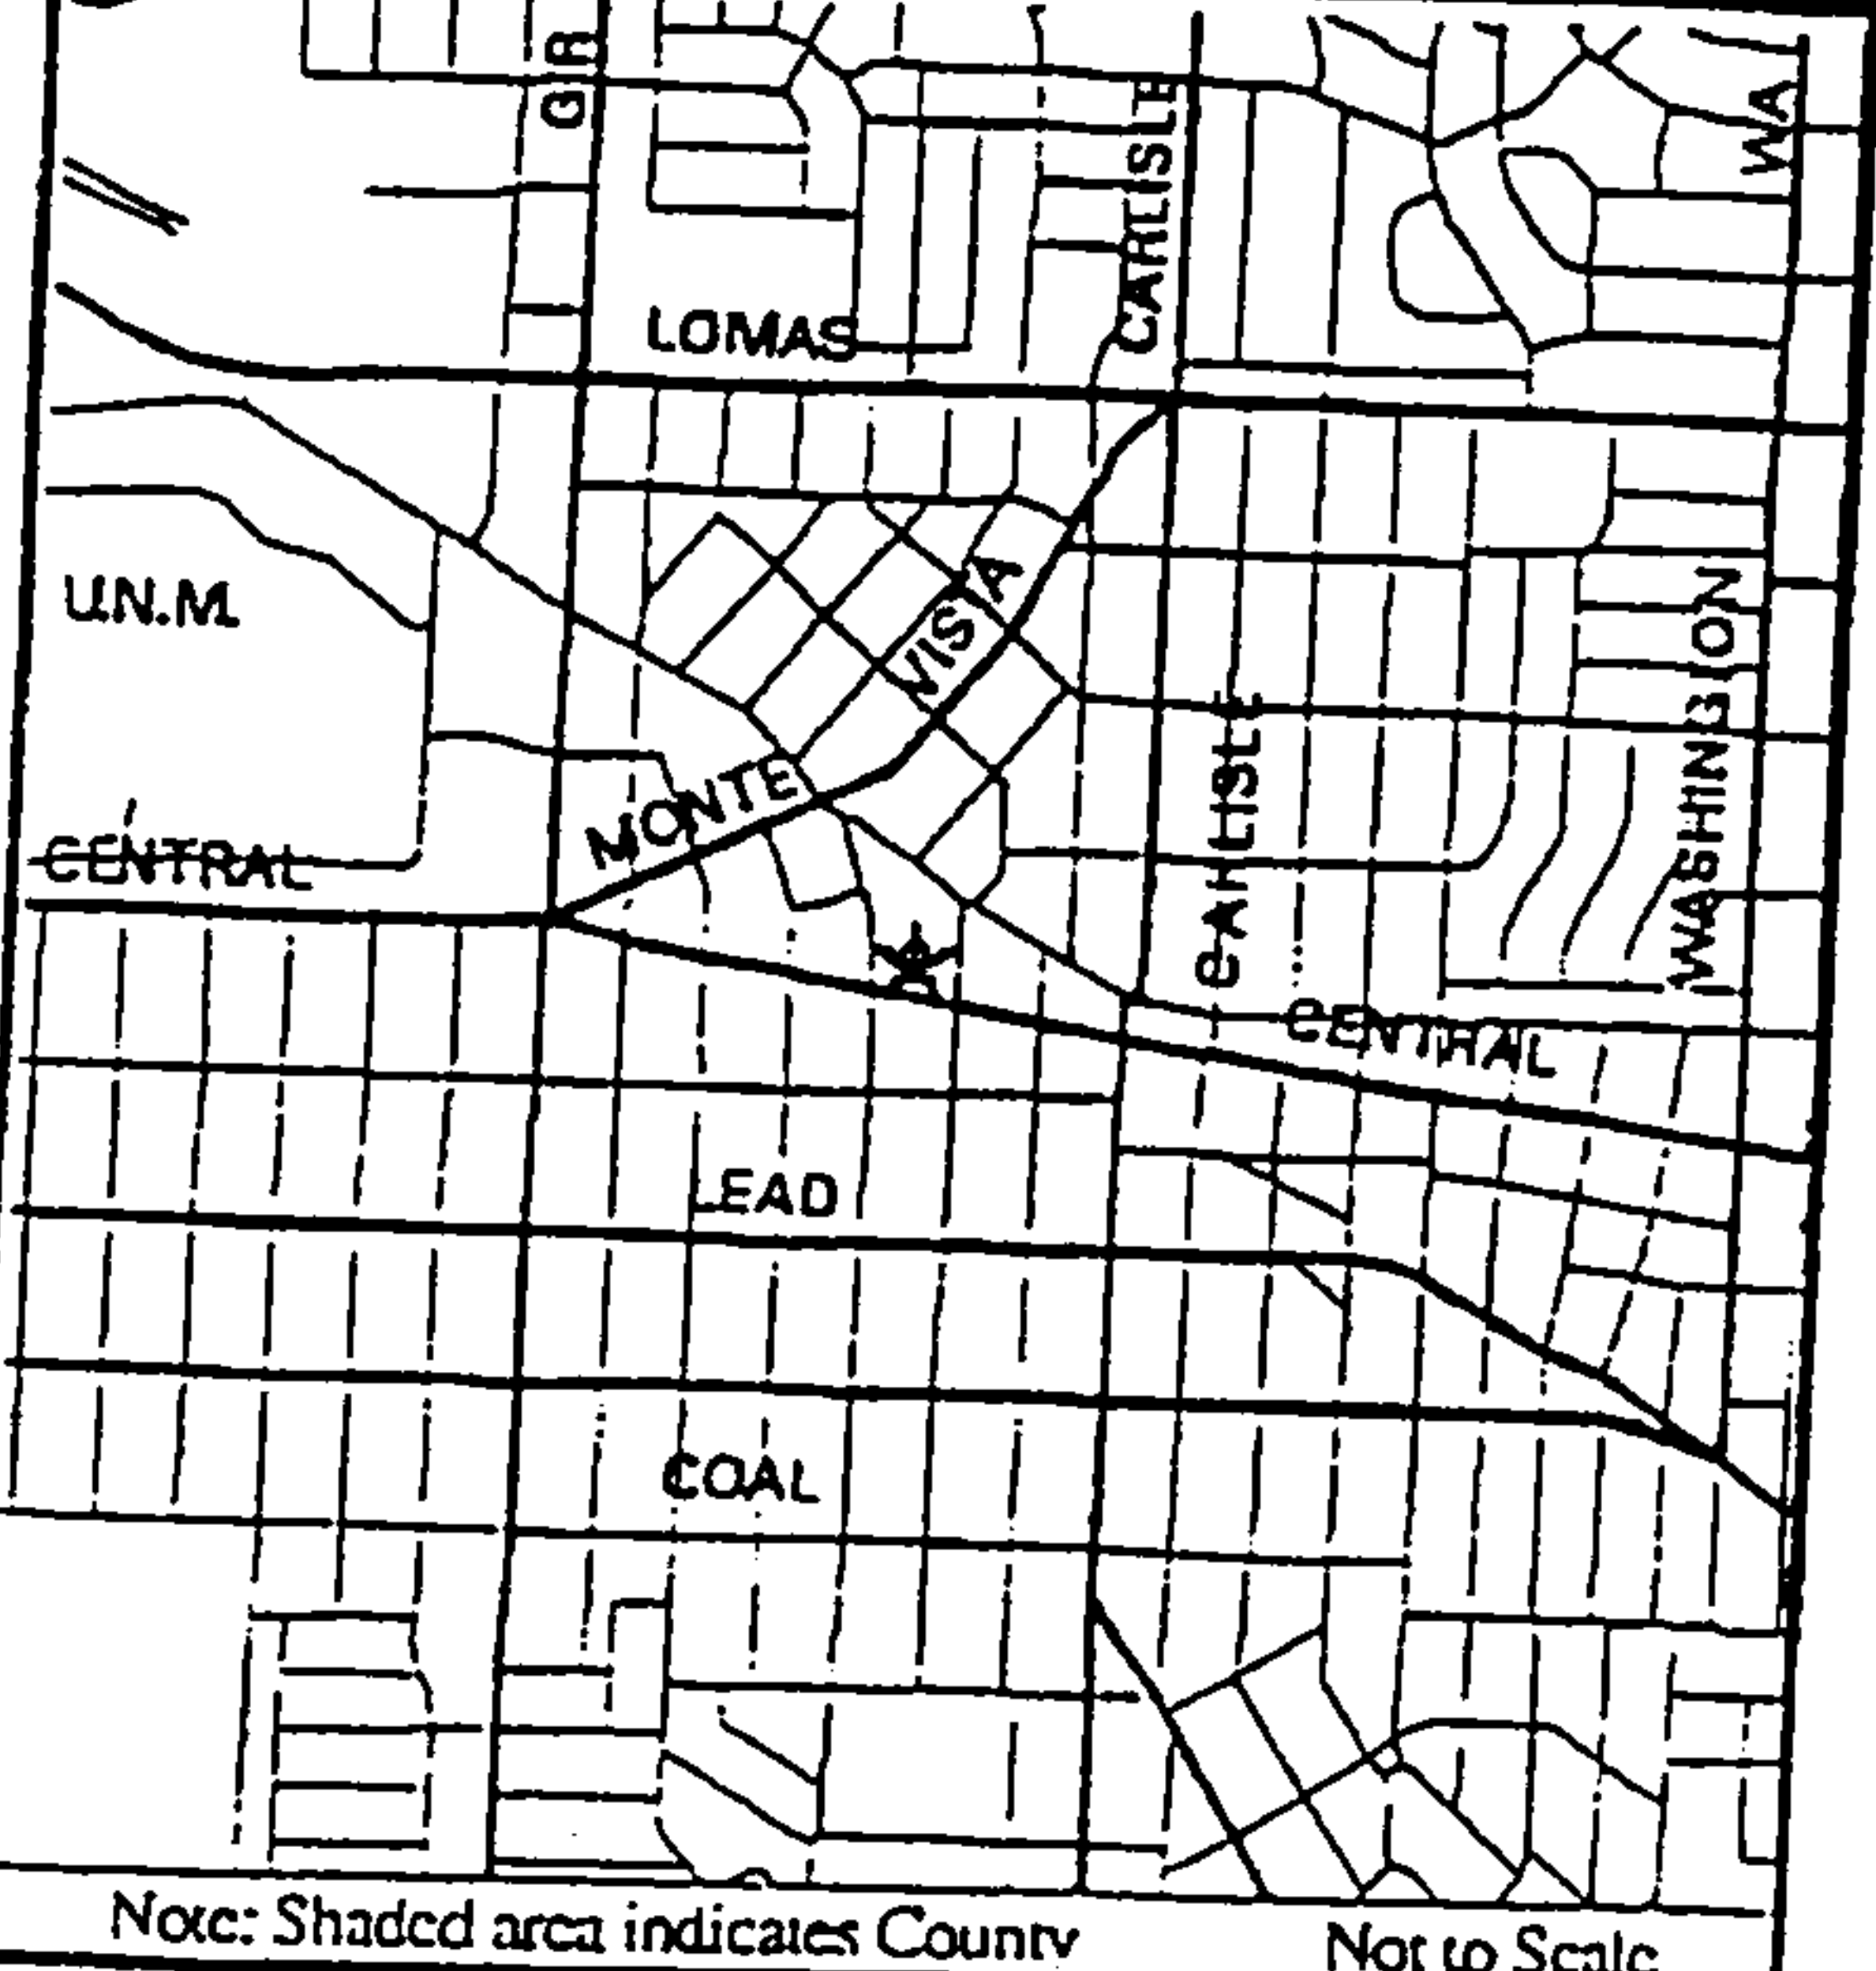 G R
CARLISLE
WA
LOMAS
U.N.M.
MONTE VISTA
CENTRAL
CARLISLE
WASHINGTON
CENTRAL
LEAD
COAL
Note: Shaded area indicates County
Not to Scale